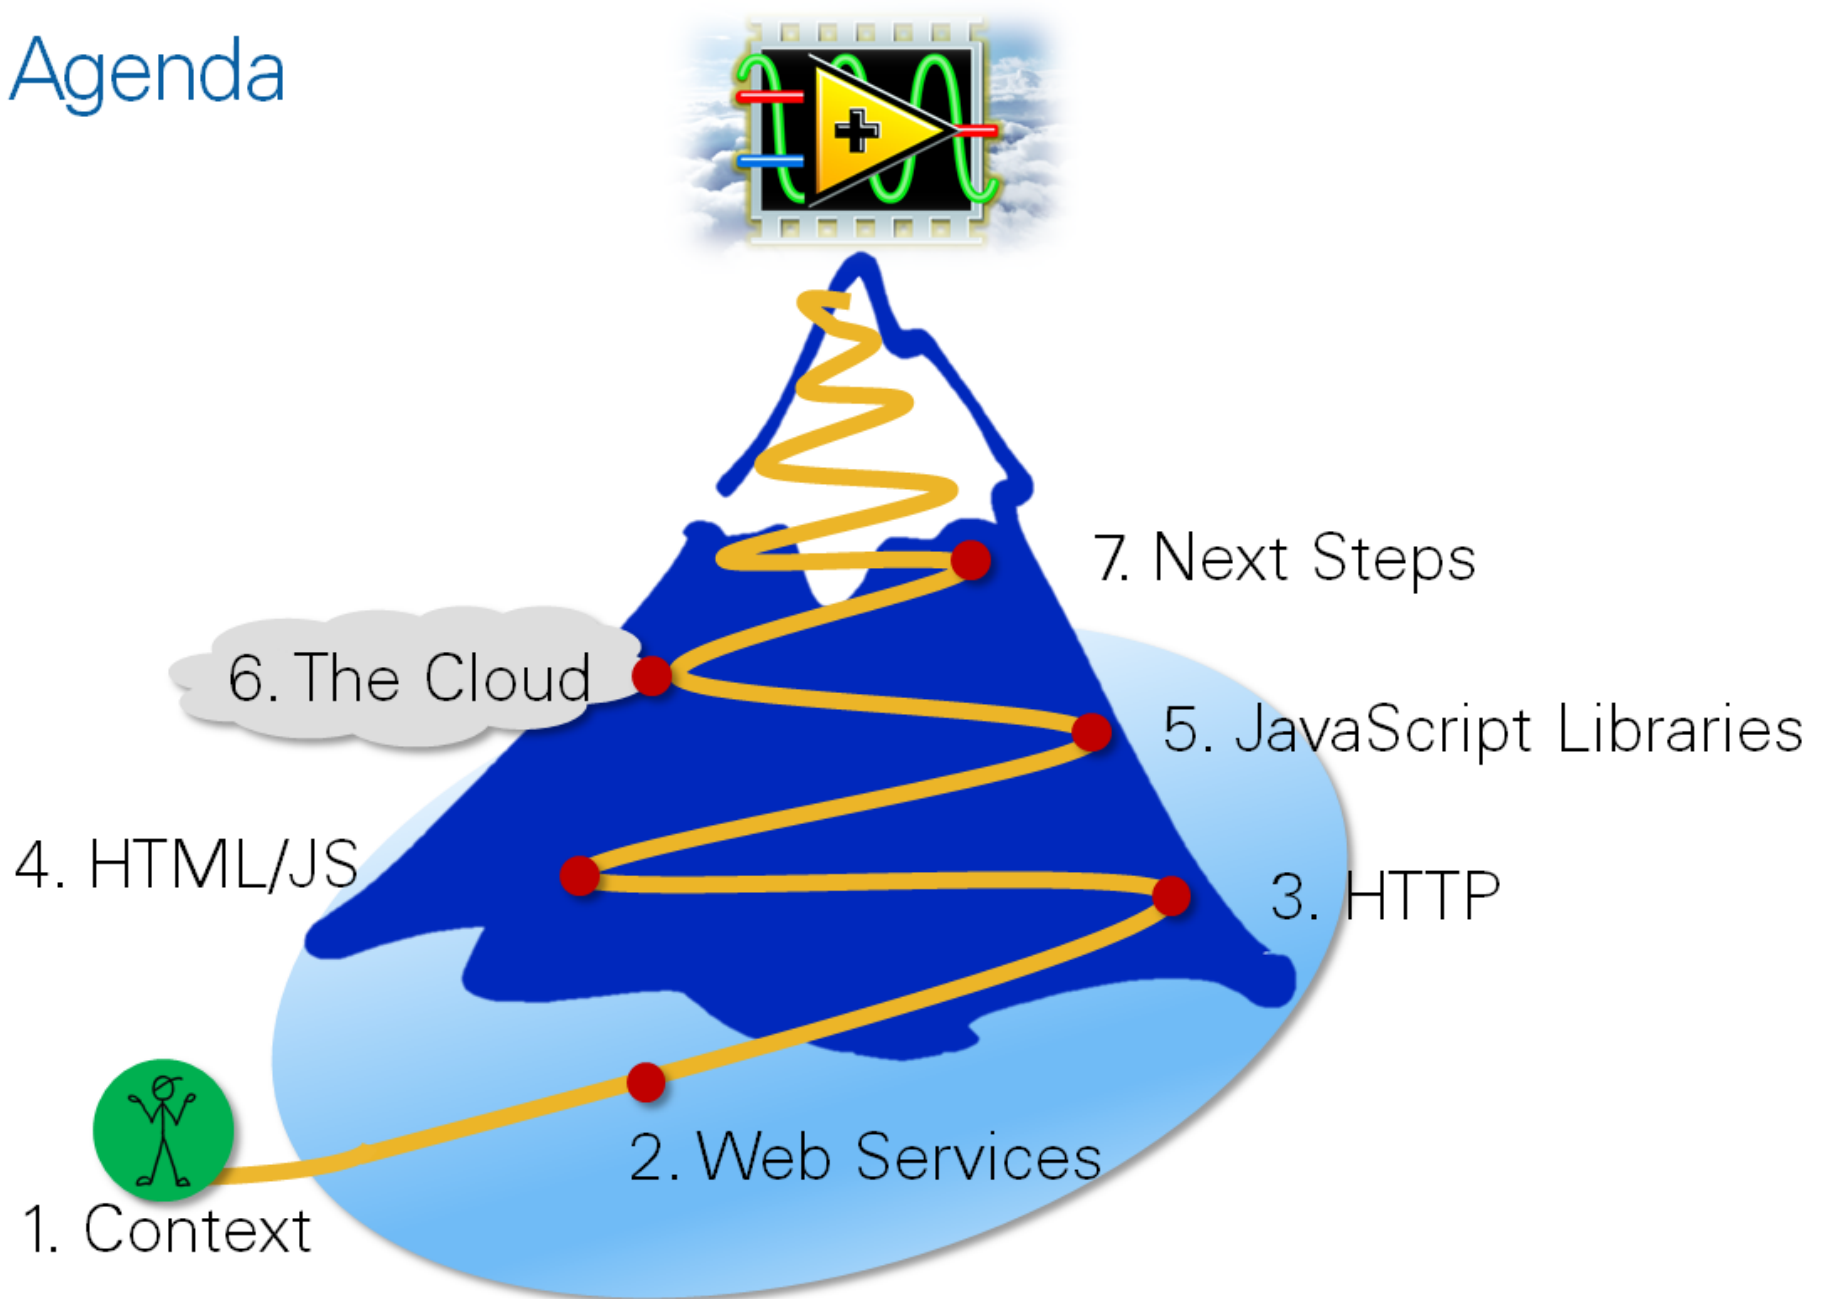 Agenda
7. Next Steps
6. The Cloud
5. JavaScript Libraries
4. HTML/JS
3. HTTP
2. Web Services
1. Context